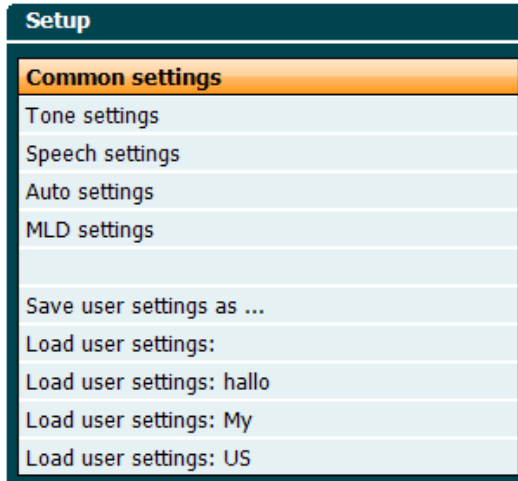 Setup
Common settings
Tone settings
Speech settings
Auto settings
MLD settings
Save user settings as ...
Load user settings:
Load user settings: hallo
Load user settings: My
Load user settings: US